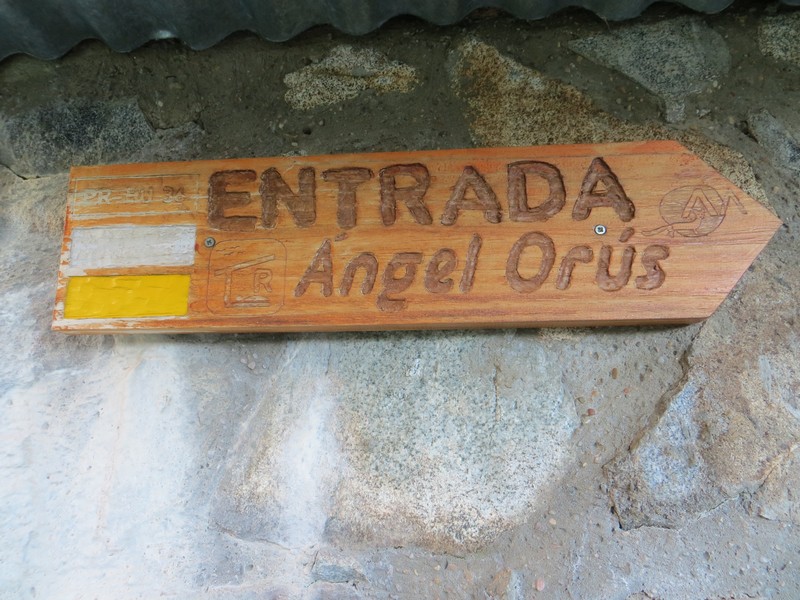 ENTRADA
Ángel Orús
R